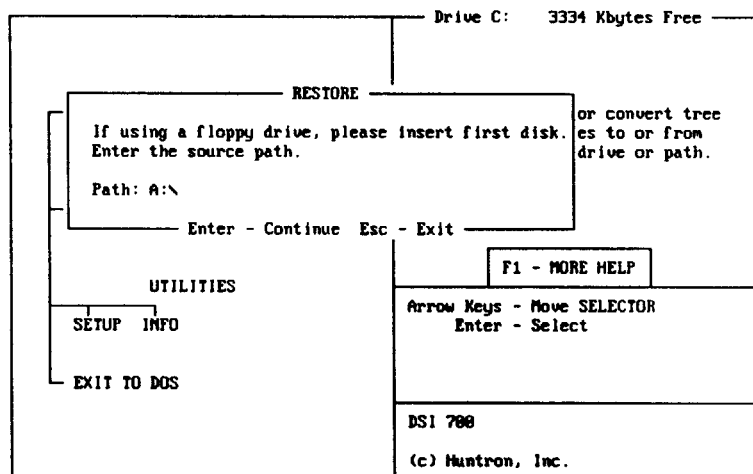 Drive C: 3334 Kbytes Free
RESTORE
or convert tree
If using a floppy drive, please insert first disk. es to or from
Enter the source path. drive or path.
Path: A:\
Enter - Continue Esc - Exit
F1 - MORE HELP
UTILITIES
Arrow Keys - Move SELECTOR
SETUP INFO
Enter - Select
EXIT TO DOS
DSI 700
(c) Huntron, Inc.